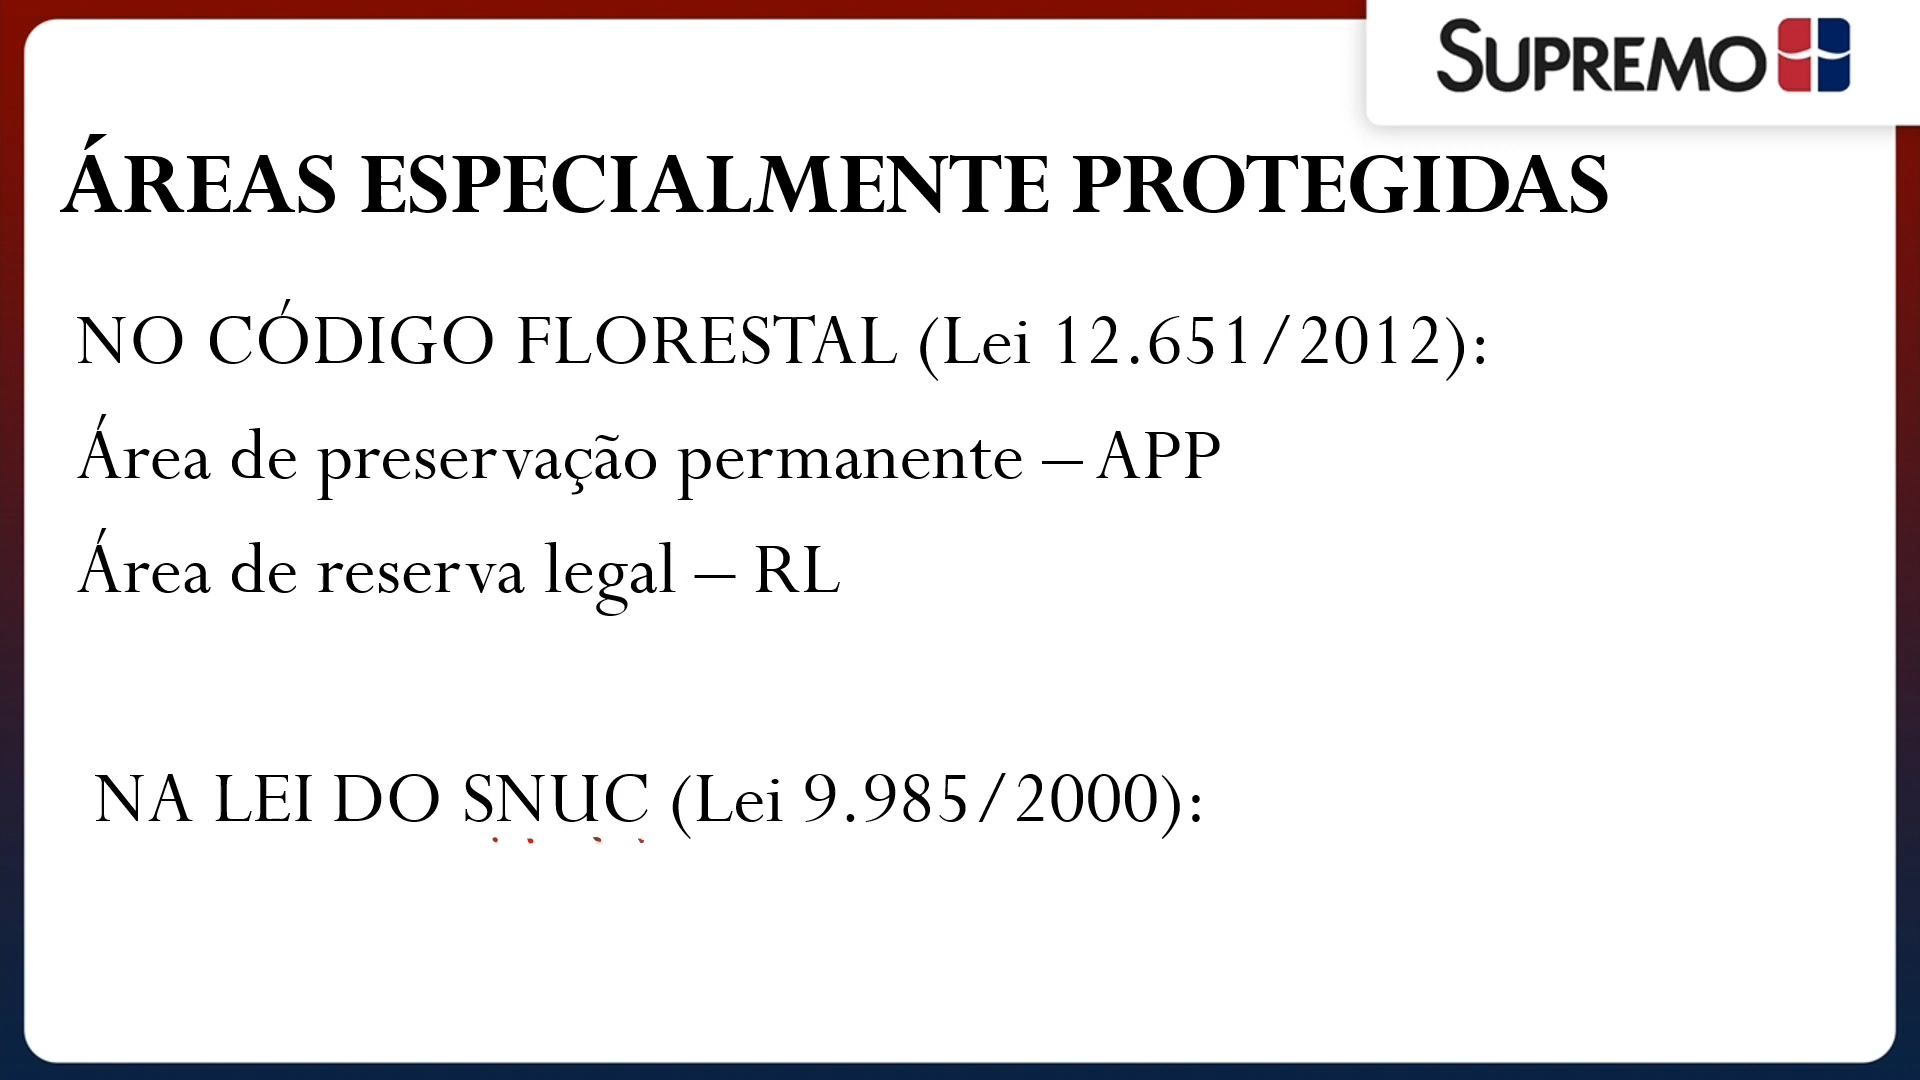 SUPREMO
ÁREAS ESPECIALMENTE PROTEGIDAS
NO CÓDIGO FLORESTAL (Lei 12.651/2012):
Área de preservação permanente – APP
Área de reserva legal – RL
NA LEI DO SNUC (Lei 9.985/2000):